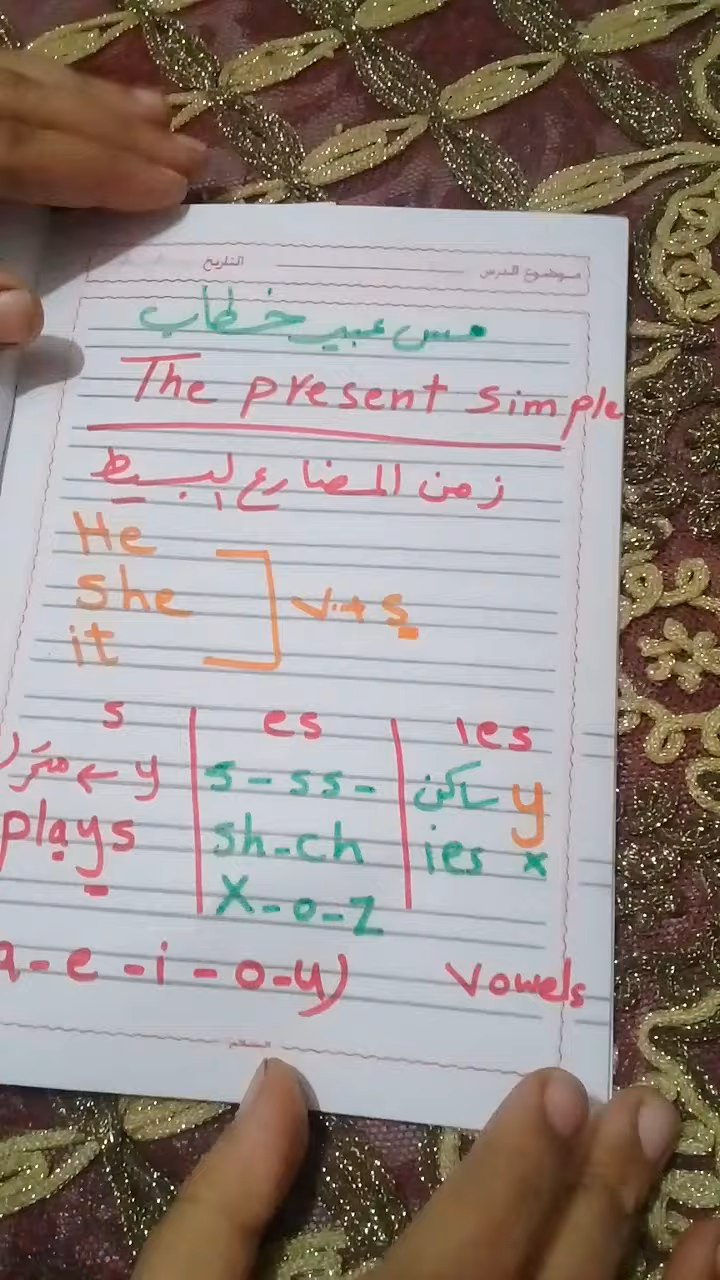 موضوع الدرس التاريخ
مس عبير خطاب
The present simple
زمن المضارع البسيط
He
she
it
V.+s
s es ies
y ← متحر s - ss - ساكن y
plays sh-ch ies x
X-o-Z
a-e-i-o-u) Vowels